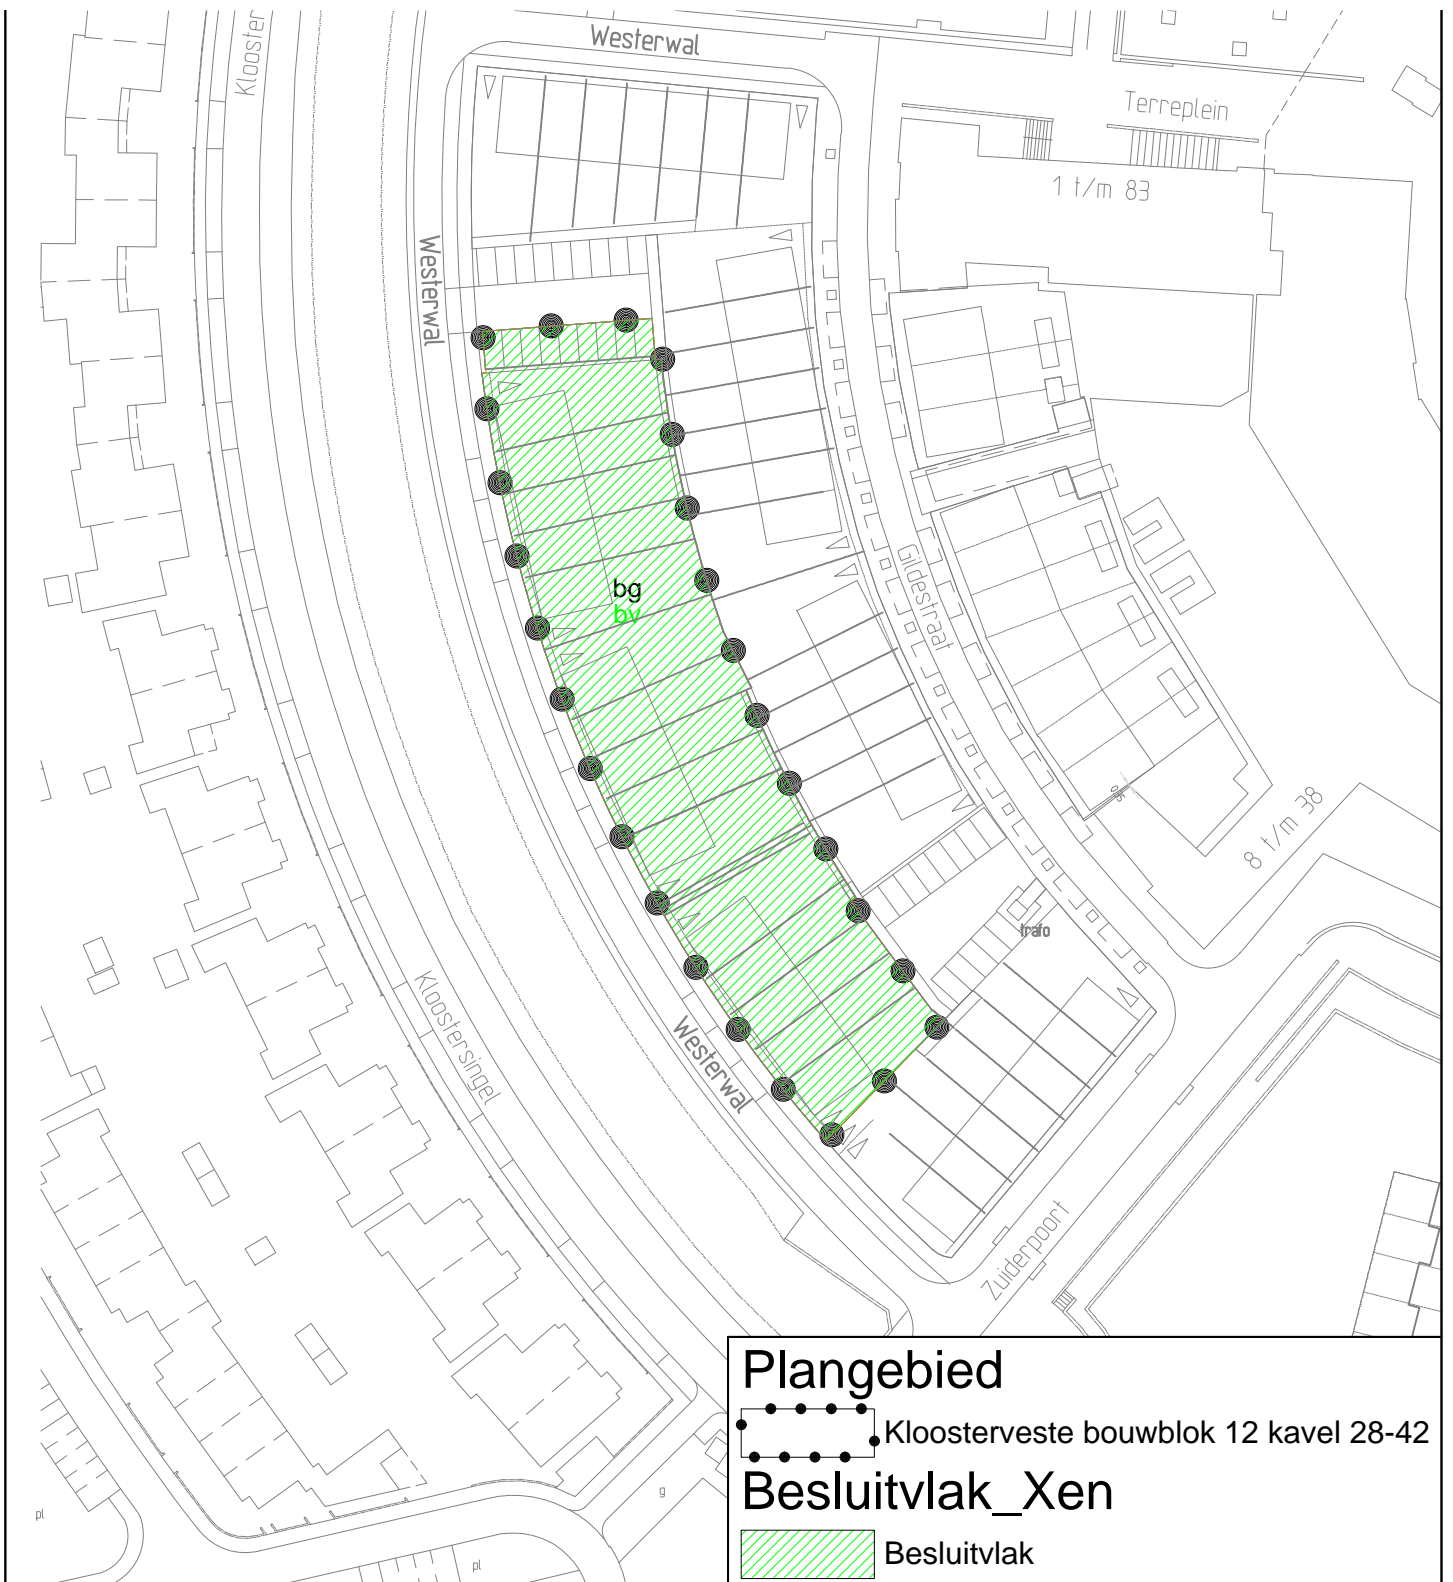 Westerwal
Klooster
Terreplein
1 t/m 83
Westerwal
Gildestraat
bg
bv
8 t/m 38
trafo
Kloostersingel
Westerwal
Zuiderpoort
g
pl
pl
Plangebied
Kloosterveste bouwblok 12 kavel 28-42
Besluitvlak_Xen
Besluitvlak